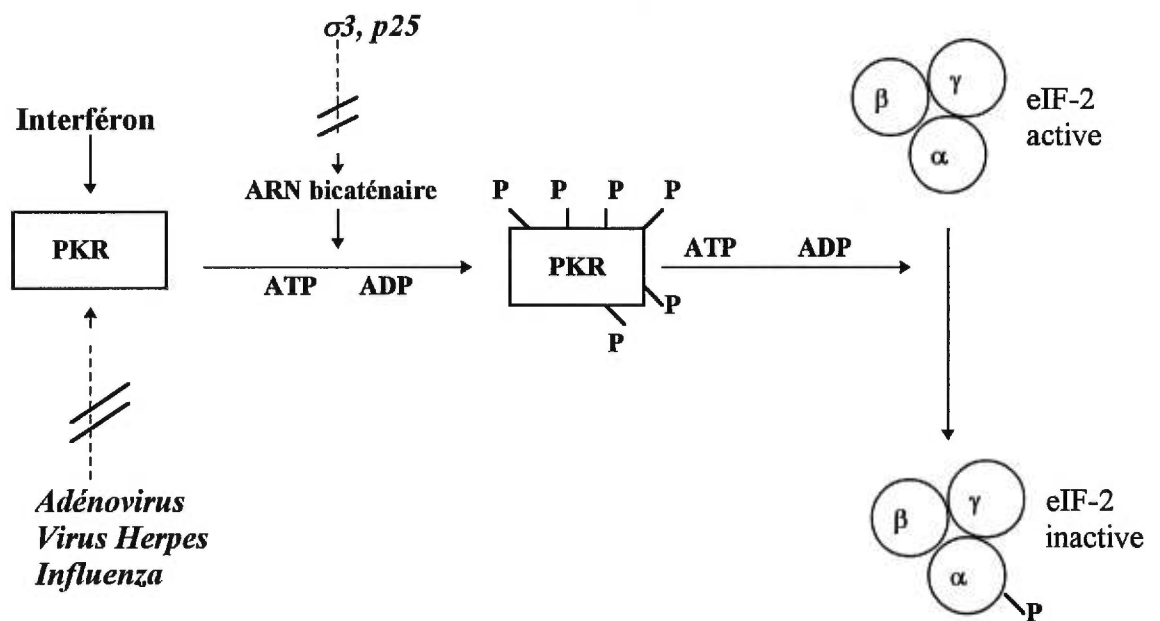 σ3, p25
Interféron
ARN bicaténaire
PKR
ATP ADP
P P P P
PKR
P
P
ATP ADP
β γ
α
eIF-2
active
Adénovirus
Virus Herpes
Influenza
β γ
α
P
eIF-2
inactive